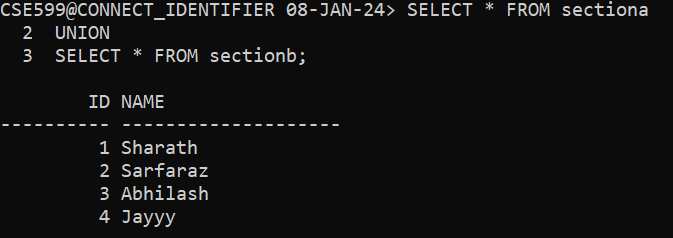 CSE599@CONNECT_IDENTIFIER 08-JAN-24> SELECT * FROM sectiona
  2  UNION
  3  SELECT * FROM sectionb;

        ID NAME
---------- --------------------
         1 Sharath
         2 Sarfaraz
         3 Abhilash
         4 Jayyy